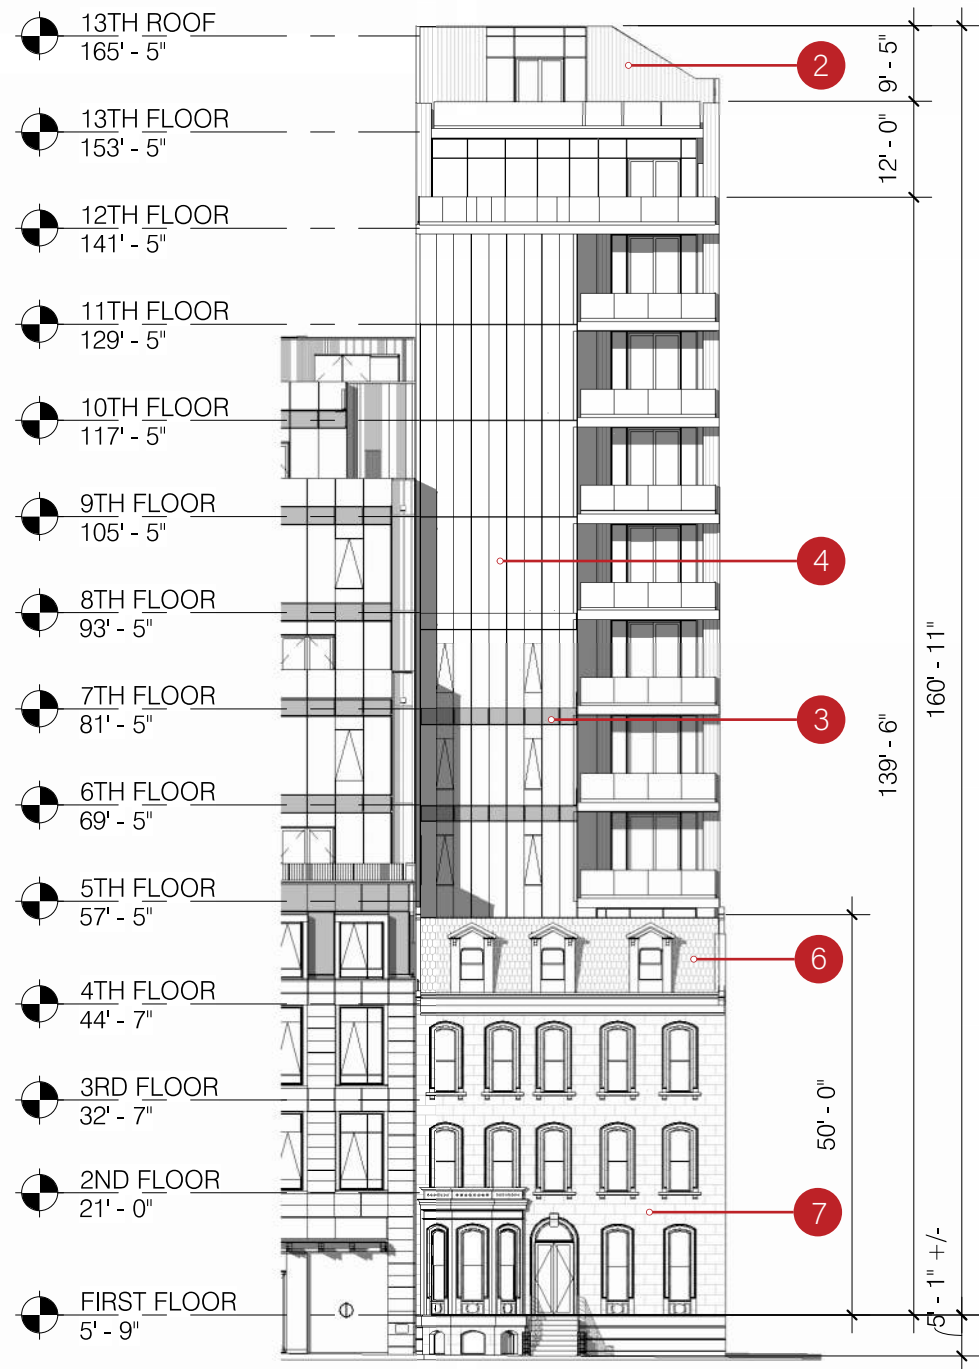 13TH ROOF
165' - 5"
2
9' - 5"
13TH FLOOR
153' - 5"
12' - 0"
12TH FLOOR
141' - 5"
11TH FLOOR
129' - 5"
10TH FLOOR
117' - 5"
9TH FLOOR
105' - 5"
4
8TH FLOOR
93' - 5"
160' - 11"
7TH FLOOR
81' - 5"
3
139' - 6"
6TH FLOOR
69' - 5"
5TH FLOOR
57' - 5"
6
4TH FLOOR
44' - 7"
3RD FLOOR
32' - 7"
50' - 0"
2ND FLOOR
21' - 0"
7
5' - 1" +/-
FIRST FLOOR
5' - 9"